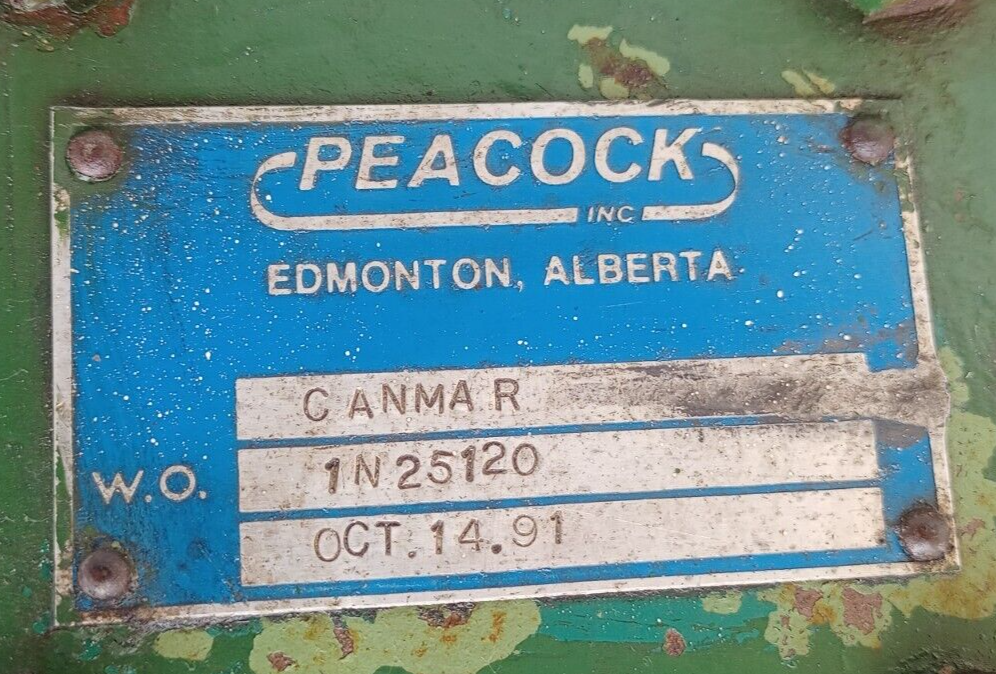 PEACOCK
INC
EDMONTON, ALBERTA
CANMAR
W.O. 1N25120
OCT.14.91